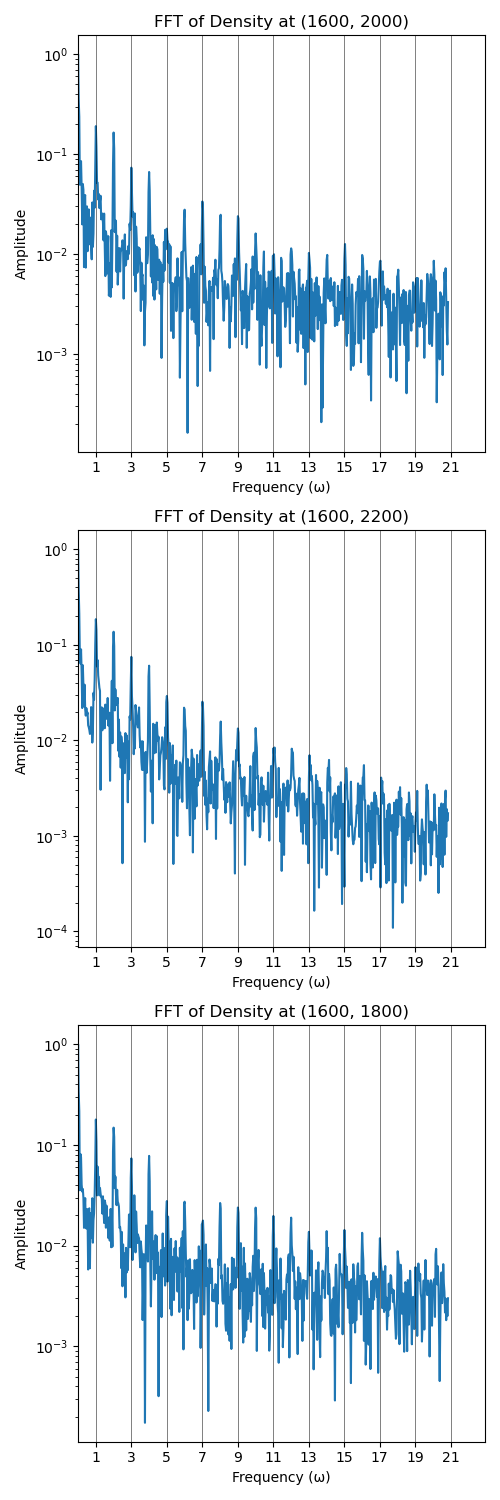 FFT of Density at (1600, 2000)
10⁰
10⁻¹
10⁻²
10⁻³
Amplitude
1 3 5 7 9 11 13 15 17 19 21
Frequency (ω)
FFT of Density at (1600, 2200)
10⁰
10⁻¹
10⁻²
10⁻³
10⁻⁴
Amplitude
1 3 5 7 9 11 13 15 17 19 21
Frequency (ω)
FFT of Density at (1600, 1800)
10⁰
10⁻¹
10⁻²
10⁻³
Amplitude
1 3 5 7 9 11 13 15 17 19 21
Frequency (ω)